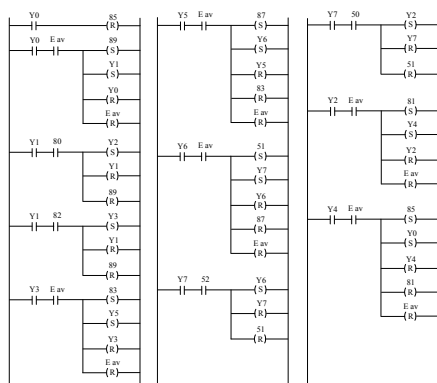 Y0 85
(R)
Y0 E av 89
(S)
Y1
(S)
Y0
(R)
E av
(R)
Y1 80 Y2
(S)
Y1
(R)
89
(R)
Y1 82 Y3
(S)
Y1
(R)
89
(R)
Y3 E av 83
(S)
Y5
(S)
Y3
(R)
E av
(R)
Y5 E av 87
(S)
Y6
(S)
Y5
(R)
83
(R)
E av
(R)
Y6 E av 51
(S)
Y7
(S)
Y6
(R)
87
(R)
E av
(R)
Y7 52 Y6
(S)
Y7
(R)
51
(R)
Y7 50 Y2
(S)
Y7
(R)
51
(R)
Y2 E av 81
(S)
Y4
(S)
Y2
(R)
E av
(R)
Y4 E av 85
(S)
Y0
(S)
Y4
(R)
81
(R)
E av
(R)